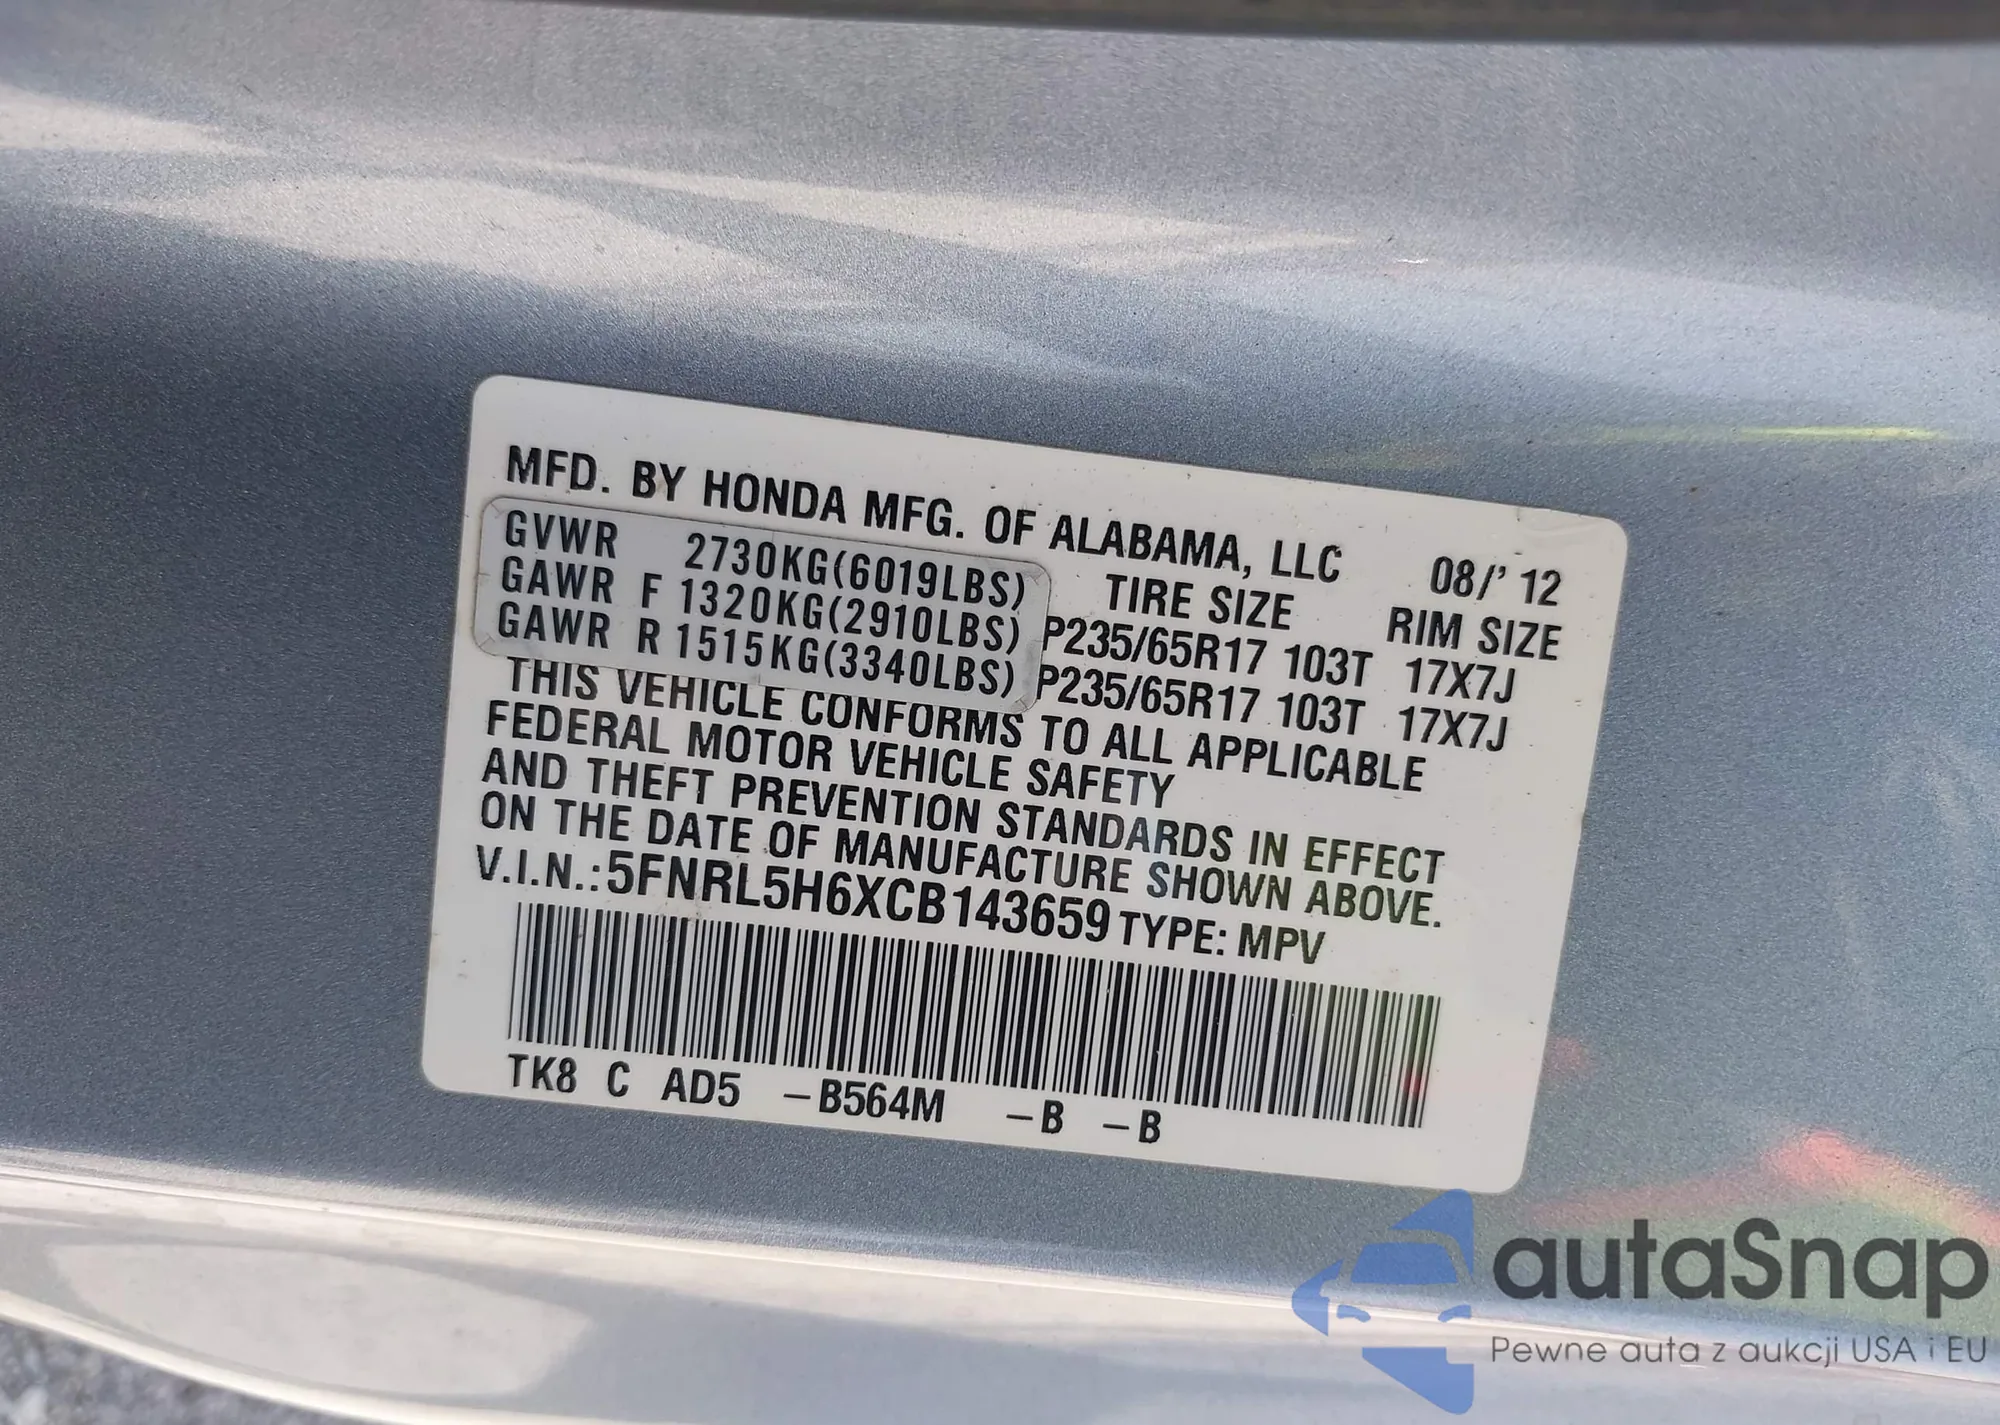 MFD. BY HONDA MFG. OF ALABAMA, LLC 08/' 12
GVWR 2730KG(6019LBS) TIRE SIZE RIM SIZE
GAWR F 1320KG(2910LBS) P235/65R17 103T 17X7J
GAWR R 1515KG(3340LBS) P235/65R17 103T 17X7J
THIS VEHICLE CONFORMS TO ALL APPLICABLE
FEDERAL MOTOR VEHICLE SAFETY
AND THEFT PREVENTION STANDARDS IN EFFECT
ON THE DATE OF MANUFACTURE SHOWN ABOVE.
V.I.N.:5FNRL5H6XCB143659 TYPE: MPV
TK8 C AD5 -B564M -B -B
autaSnap
Pewne auta z aukcji USA i EU